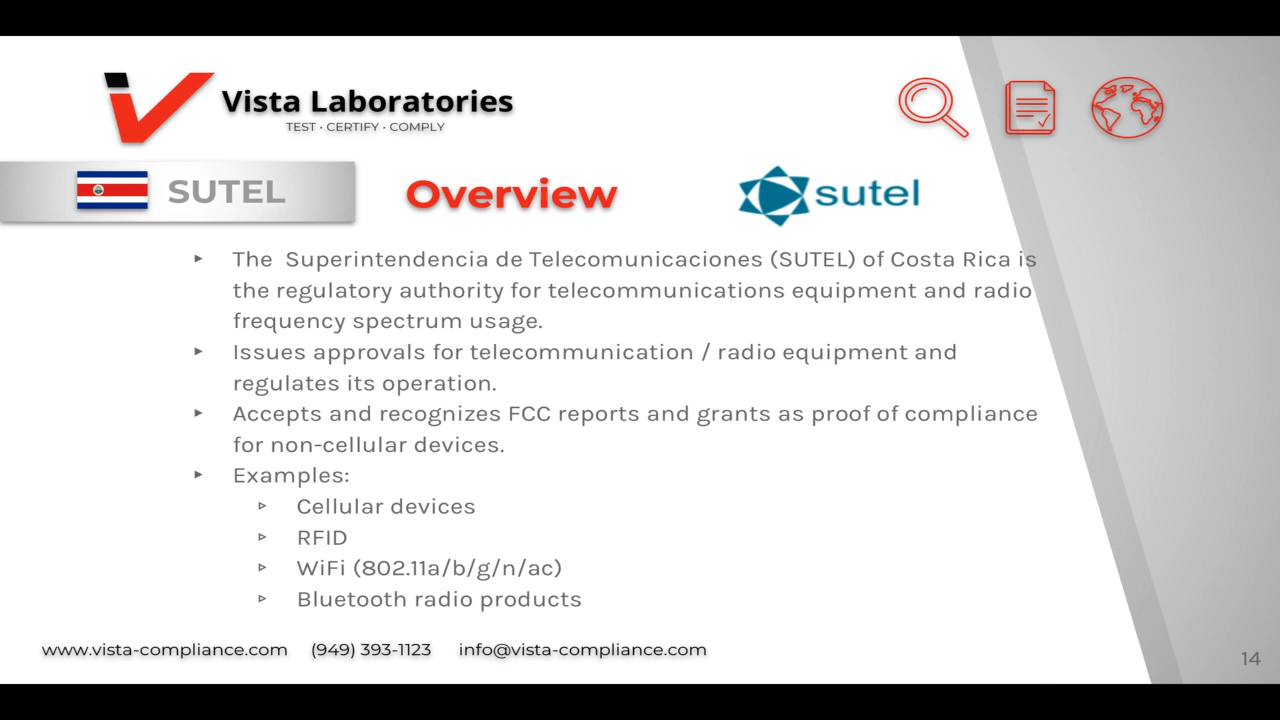 Vista Laboratories
TEST · CERTIFY · COMPLY
SUTEL
Overview
sutel
▸ The  Superintendencia de Telecomunicaciones (SUTEL) of Costa Rica is
the regulatory authority for telecommunications equipment and radio
frequency spectrum usage.
▸ Issues approvals for telecommunication / radio equipment and
regulates its operation.
▸ Accepts and recognizes FCC reports and grants as proof of compliance
for non-cellular devices.
▸ Examples:
▹ Cellular devices
▹ RFID
▹ WiFi (802.11a/b/g/n/ac)
▹ Bluetooth radio products
www.vista-compliance.com (949) 393-1123 info@vista-compliance.com
14